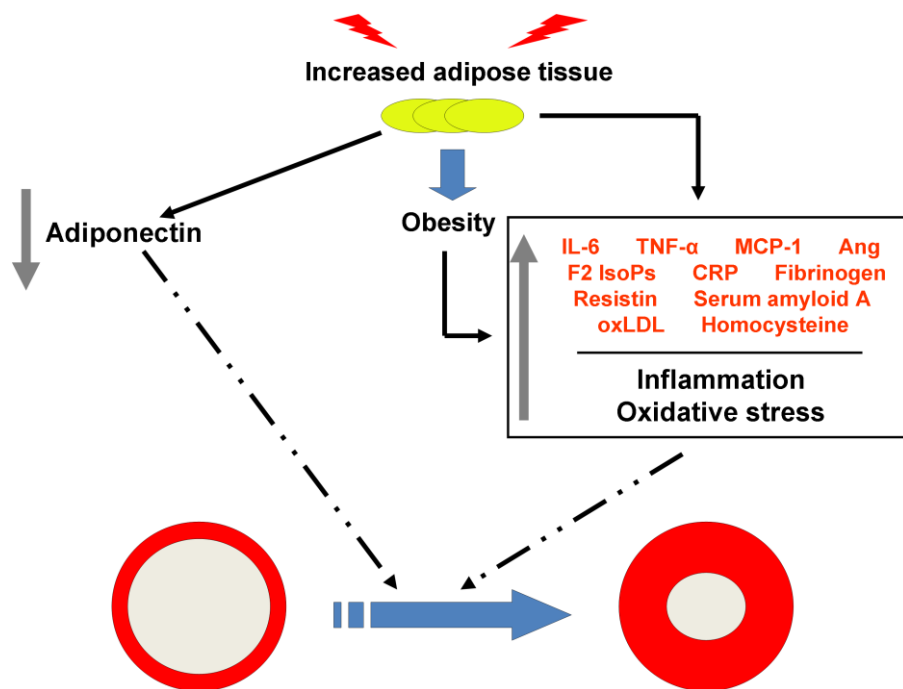 Increased adipose tissue
Adiponectin
Obesity
IL-6 TNF-α MCP-1 Ang
F2 IsoPs CRP Fibrinogen
Resistin Serum amyloid A
oxLDL Homocysteine
Inflammation
Oxidative stress